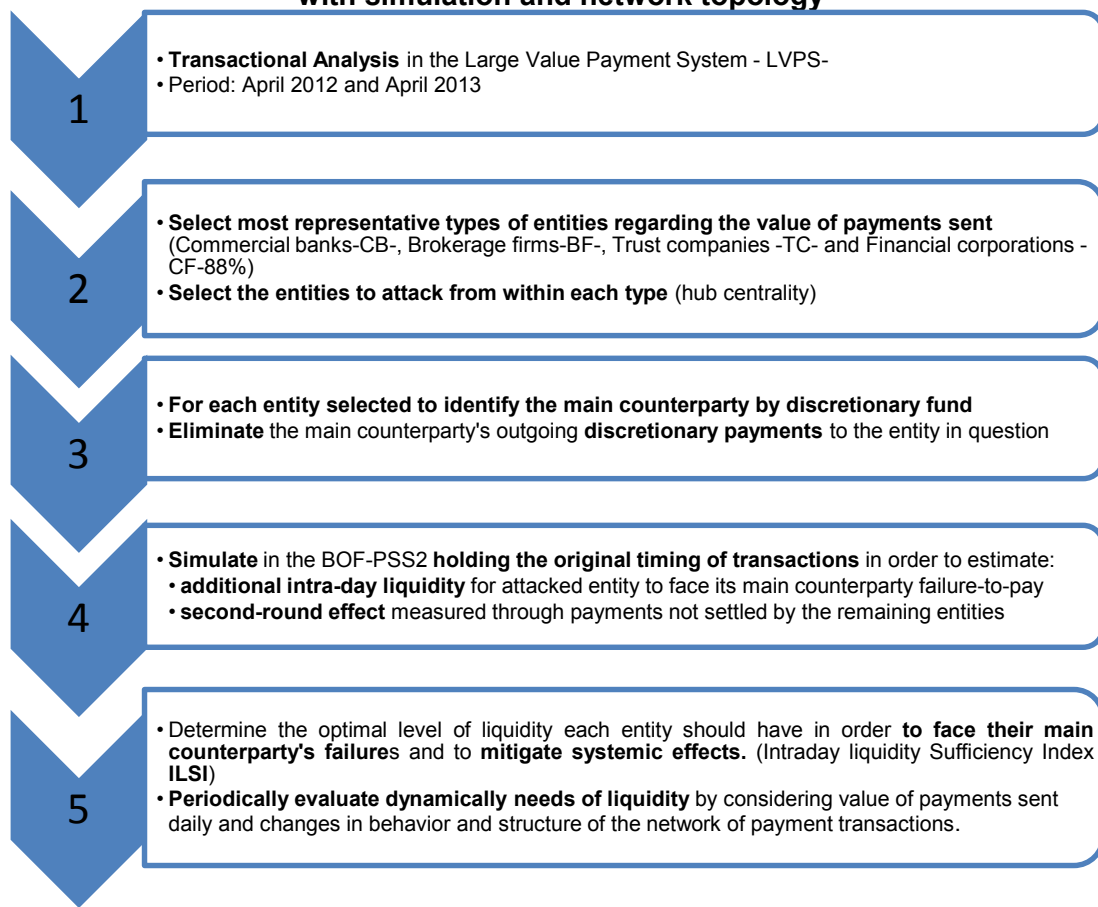 with simulation and network topology
1
• Transactional Analysis in the Large Value Payment System - LVPS-
• Period: April 2012 and April 2013
2
• Select most representative types of entities regarding the value of payments sent
(Commercial banks-CB-, Brokerage firms-BF-, Trust companies -TC- and Financial corporations -
CF-88%)
• Select the entities to attack from within each type (hub centrality)
3
• For each entity selected to identify the main counterparty by discretionary fund
• Eliminate the main counterparty's outgoing discretionary payments to the entity in question
4
• Simulate in the BOF-PSS2 holding the original timing of transactions in order to estimate:
• additional intra-day liquidity for attacked entity to face its main counterparty failure-to-pay
• second-round effect measured through payments not settled by the remaining entities
5
• Determine the optimal level of liquidity each entity should have in order to face their main
counterparty's failures and to mitigate systemic effects. (Intraday liquidity Sufficiency Index
ILSI)
• Periodically evaluate dynamically needs of liquidity by considering value of payments sent
daily and changes in behavior and structure of the network of payment transactions.